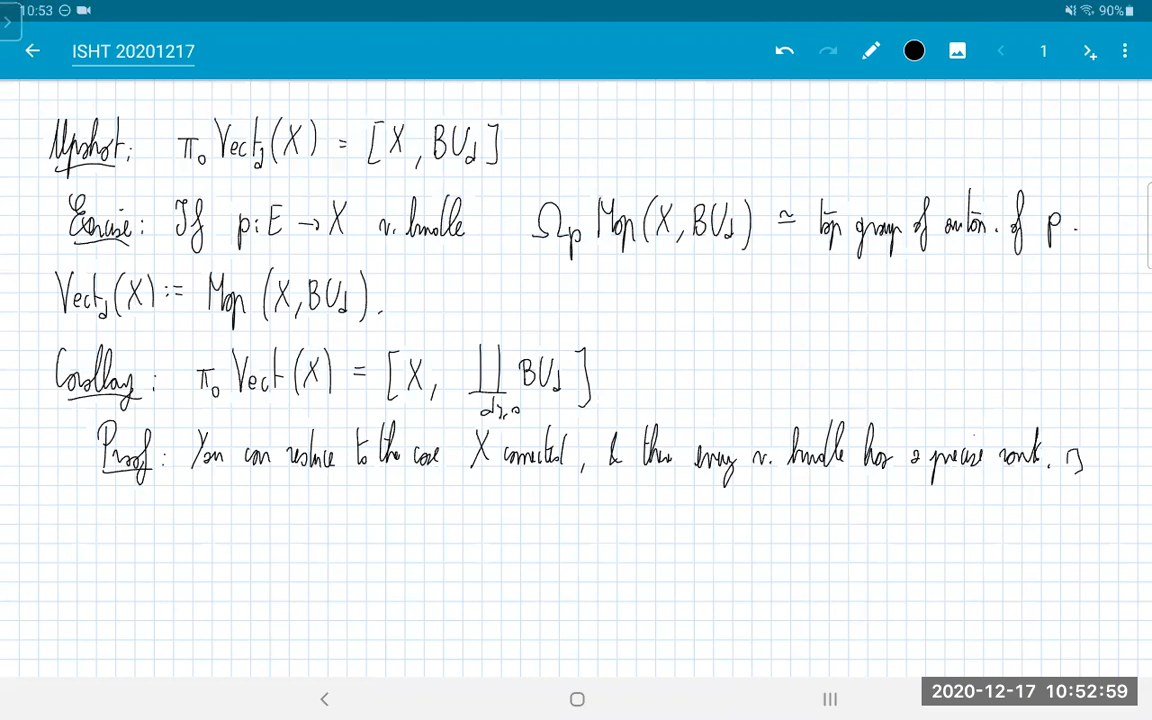 10:53 90%
ISHT 20201217 1
Upshot: π₀ Vect_d(X) = [X, BU_d]
Exercise: If p: E → X v. bundle Ω_p Map(X, BU_d) ≃ top group of autom. of p.
Vect_d(X) := Map (X, BU_d).
Corollary: π₀ Vect(X) = [X, ∐_{d≥0} BU_d]
Proof: You can reduce to the case X connected, & then every v. bundle has a precise rank. □
2020-12-17 10:52:59